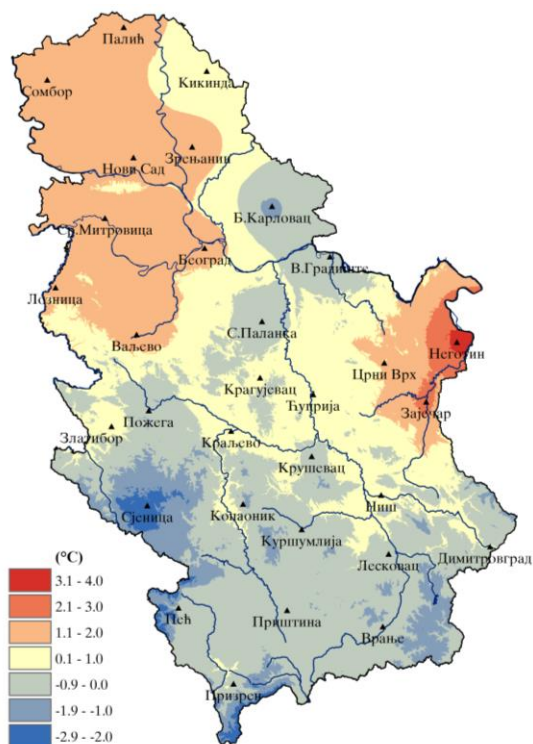 Палић
Кикинда
Сомбор
Зрењанин
Нови Сад
Б.Карловац
Ср.Митровица
Београд
В.Градиште
Лозница
С.Паланка
Ваљево
Неготин
Црни Врх
Крагујевац
Ћуприја
Зајечар
Пожега
Златибор
Краљево
Крушевац
Ниш
Сјеница
Копаоник
Куршумлија
Лесковац
Димитровград
Пећ
Приштина
Врање
Призрен
(°C)
3.1 - 4.0
2.1 - 3.0
1.1 - 2.0
0.1 - 1.0
-0.9 - 0.0
-1.9 - -1.0
-2.9 - -2.0